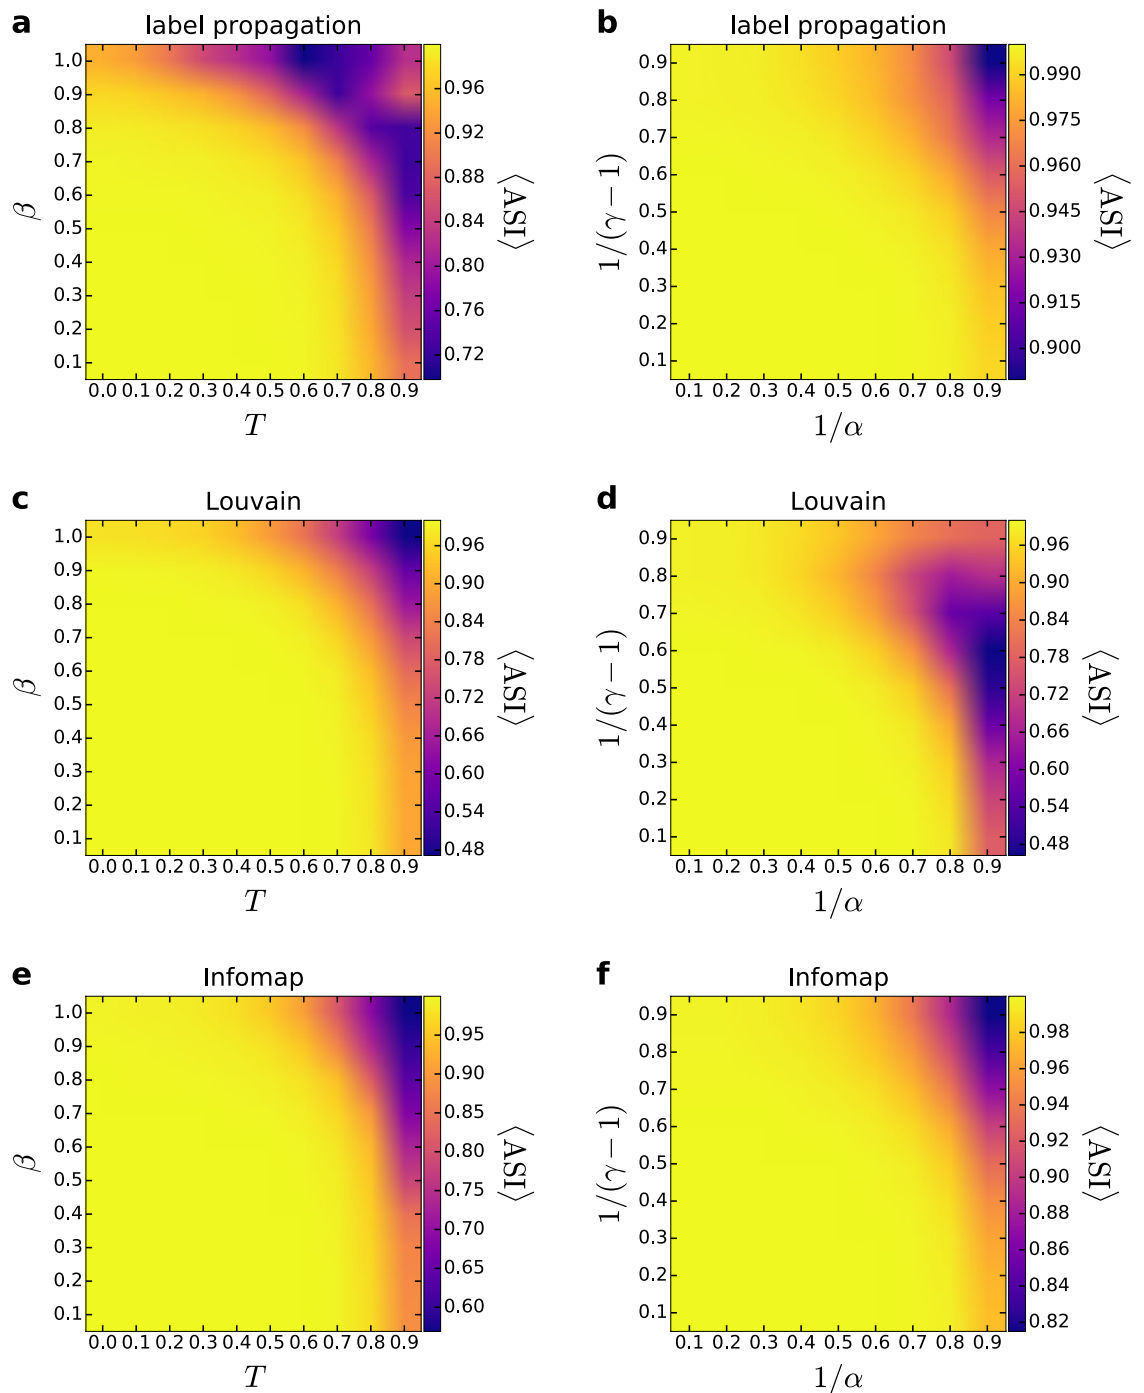 a
label propagation
1.0
0.9
0.8
0.7
0.6
0.5
0.4
0.3
0.2
0.1
β
0.0 0.1 0.2 0.3 0.4 0.5 0.6 0.7 0.8 0.9
T
0.96
0.92
0.88
0.84
0.80
0.76
0.72
⟨ASI⟩
b
label propagation
0.9
0.8
0.7
0.6
0.5
0.4
0.3
0.2
0.1
1/(γ − 1)
0.1 0.2 0.3 0.4 0.5 0.6 0.7 0.8 0.9
1/α
0.990
0.975
0.960
0.945
0.930
0.915
0.900
⟨ASI⟩
c
Louvain
1.0
0.9
0.8
0.7
0.6
0.5
0.4
0.3
0.2
0.1
β
0.0 0.1 0.2 0.3 0.4 0.5 0.6 0.7 0.8 0.9
T
0.96
0.90
0.84
0.78
0.72
0.66
0.60
0.54
0.48
⟨ASI⟩
d
Louvain
0.9
0.8
0.7
0.6
0.5
0.4
0.3
0.2
0.1
1/(γ − 1)
0.1 0.2 0.3 0.4 0.5 0.6 0.7 0.8 0.9
1/α
0.96
0.90
0.84
0.78
0.72
0.66
0.60
0.54
0.48
⟨ASI⟩
e
Infomap
1.0
0.9
0.8
0.7
0.6
0.5
0.4
0.3
0.2
0.1
β
0.0 0.1 0.2 0.3 0.4 0.5 0.6 0.7 0.8 0.9
T
0.95
0.90
0.85
0.80
0.75
0.70
0.65
0.60
⟨ASI⟩
f
Infomap
0.9
0.8
0.7
0.6
0.5
0.4
0.3
0.2
0.1
1/(γ − 1)
0.1 0.2 0.3 0.4 0.5 0.6 0.7 0.8 0.9
1/α
0.98
0.96
0.94
0.92
0.90
0.88
0.86
0.84
0.82
⟨ASI⟩